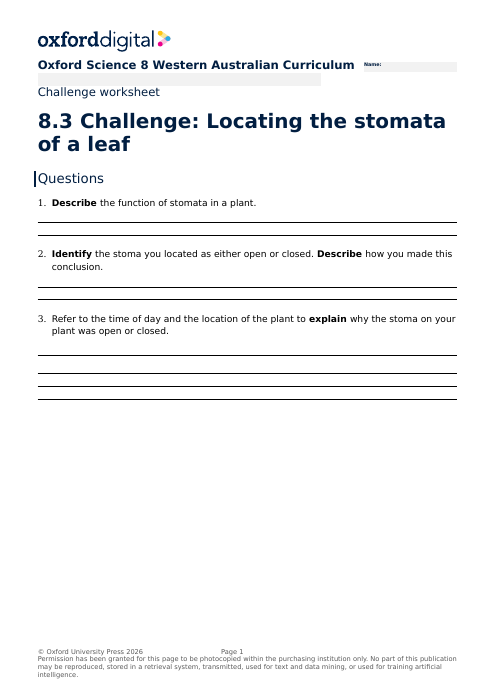 oxforddigital
Oxford Science 8 Western Australian Curriculum Name:
Challenge worksheet
8.3 Challenge: Locating the stomata
of a leaf
Questions
1. Describe the function of stomata in a plant.
2. Identify the stoma you located as either open or closed. Describe how you made this
conclusion.
3. Refer to the time of day and the location of the plant to explain why the stoma on your
plant was open or closed.
© Oxford University Press 2026 Page 1
Permission has been granted for this page to be photocopied within the purchasing institution only. No part of this publication
may be reproduced, stored in a retrieval system, transmitted, used for text and data mining, or used for training artificial
intelligence.